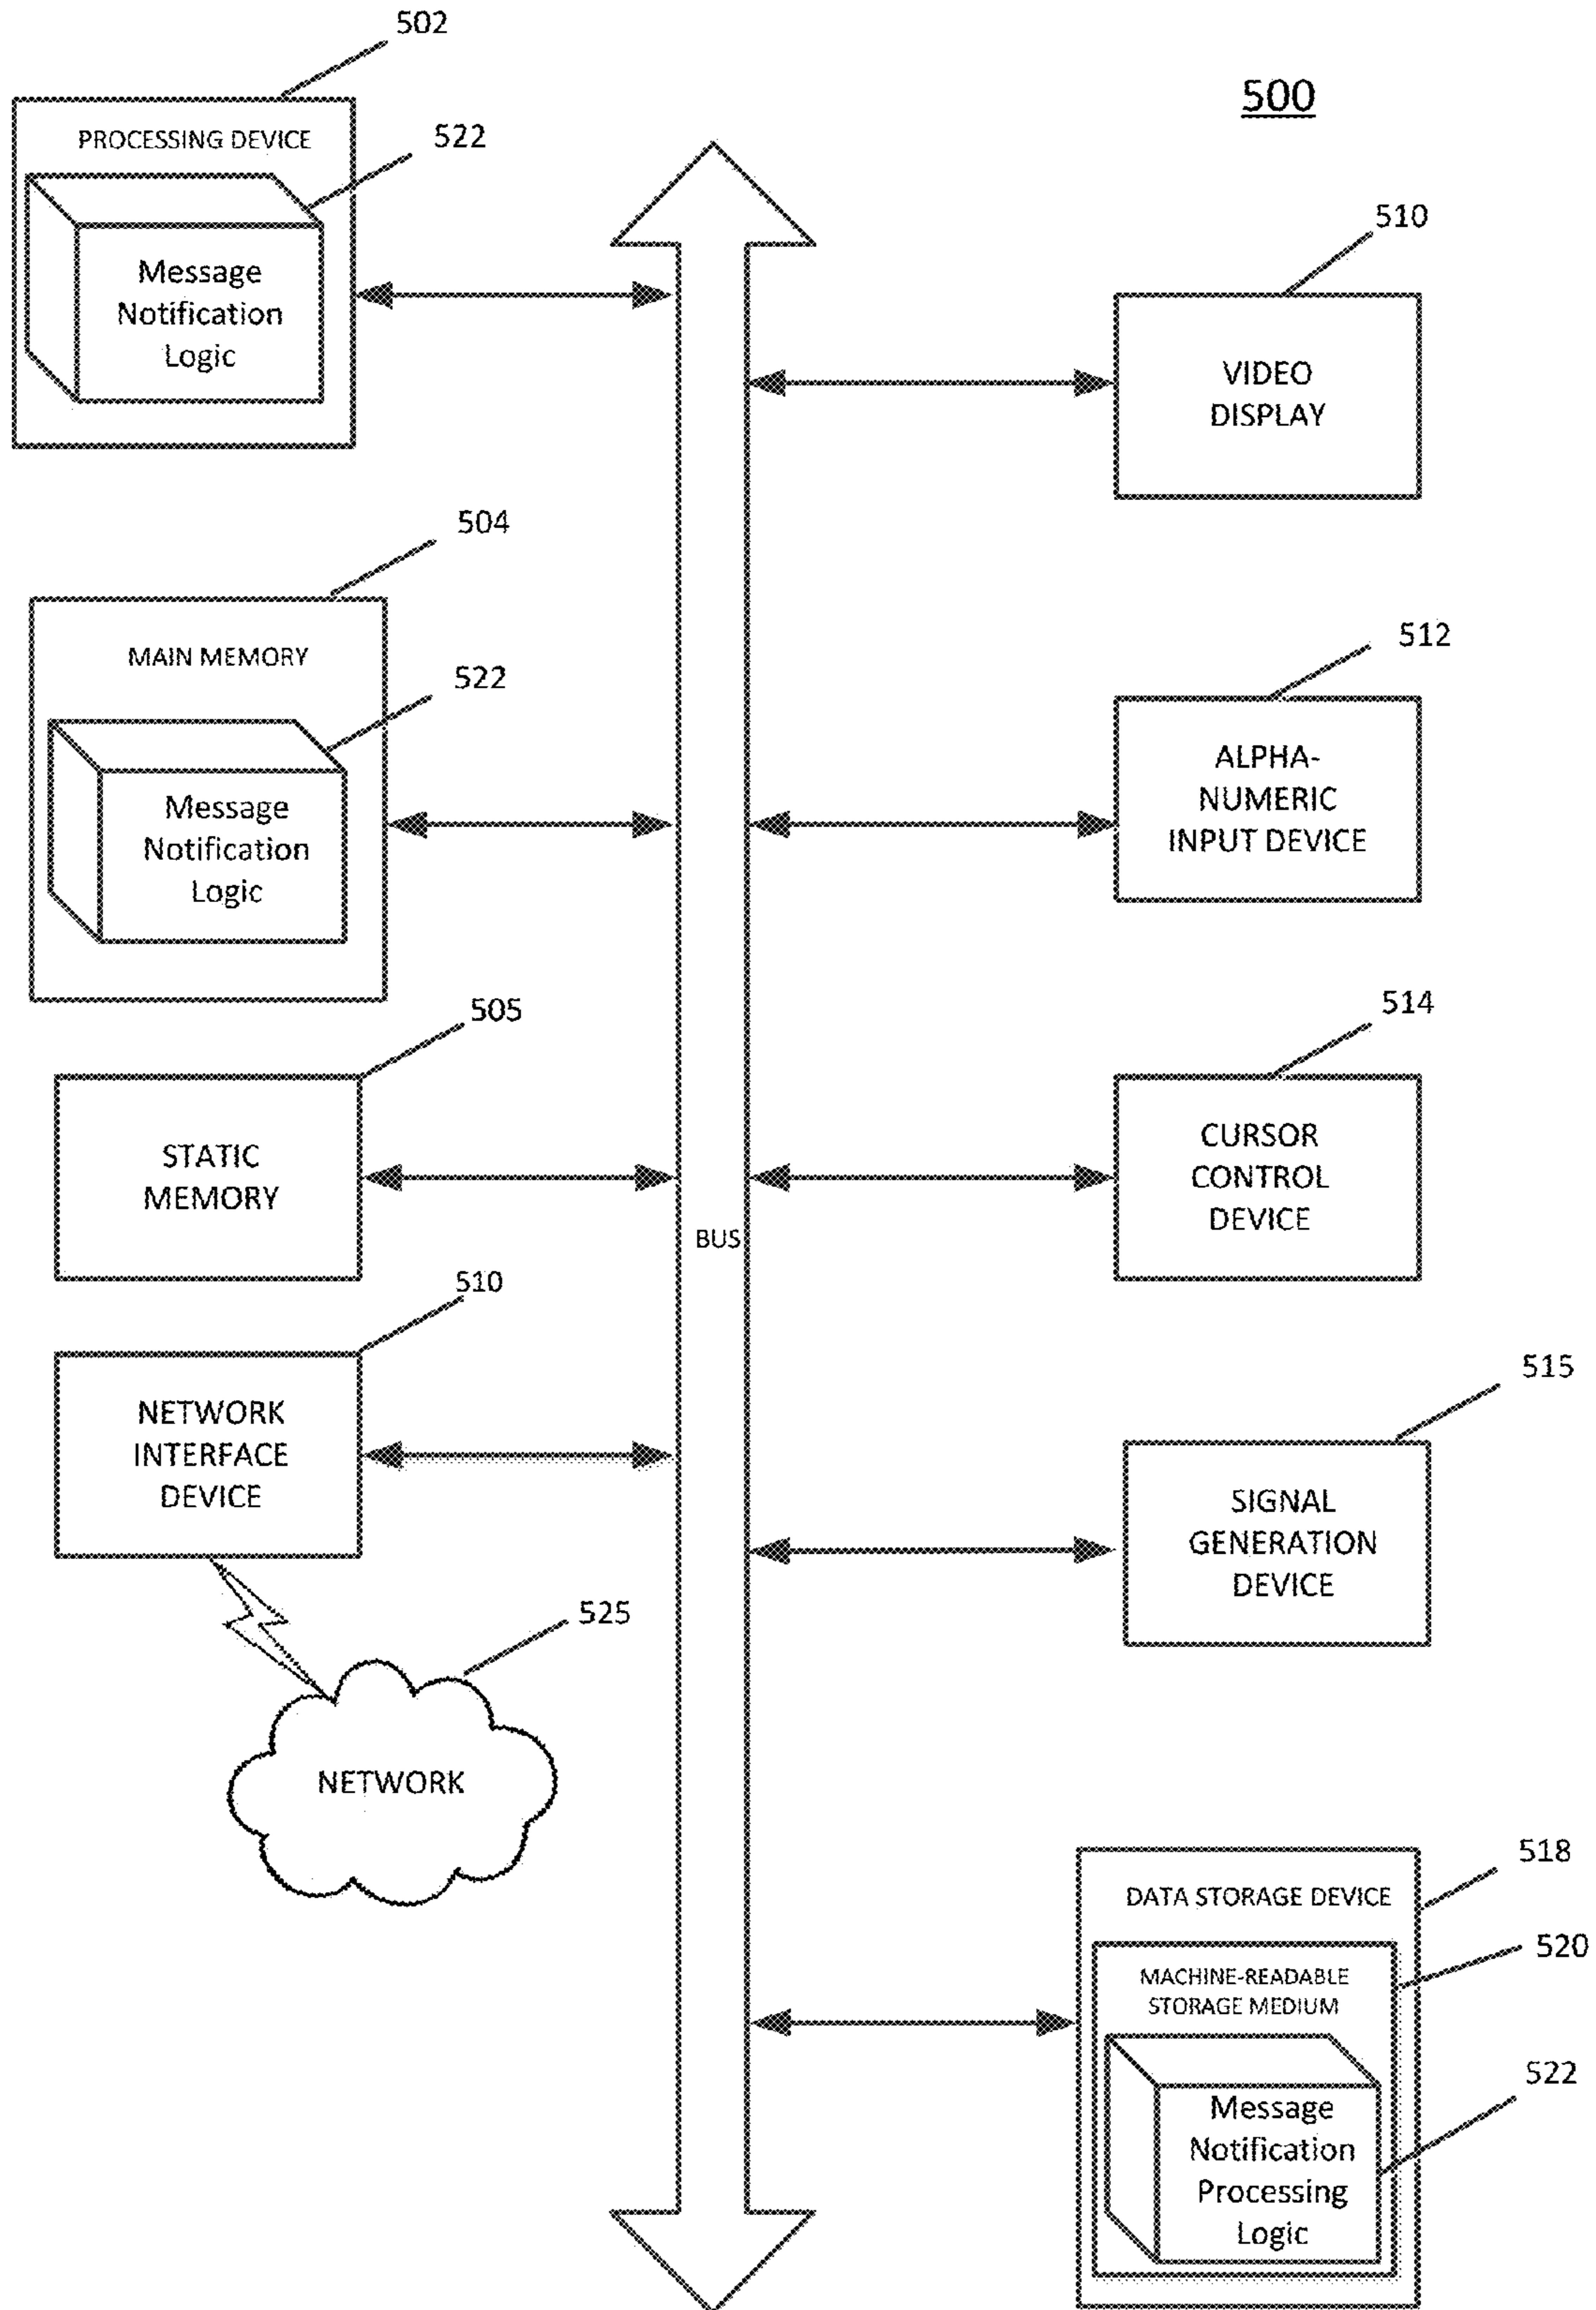 502
500
PROCESSING DEVICE
522
Message
Notification
Logic
510
VIDEO
DISPLAY
504
MAIN MEMORY
522
Message
Notification
Logic
512
ALPHA-
NUMERIC
INPUT DEVICE
505
STATIC
MEMORY
514
CURSOR
CONTROL
DEVICE
BUS
510
NETWORK
INTERFACE
DEVICE
515
SIGNAL
GENERATION
DEVICE
525
NETWORK
518
DATA STORAGE DEVICE
520
MACHINE-READABLE
STORAGE MEDIUM
522
Message
Notification
Processing
Logic